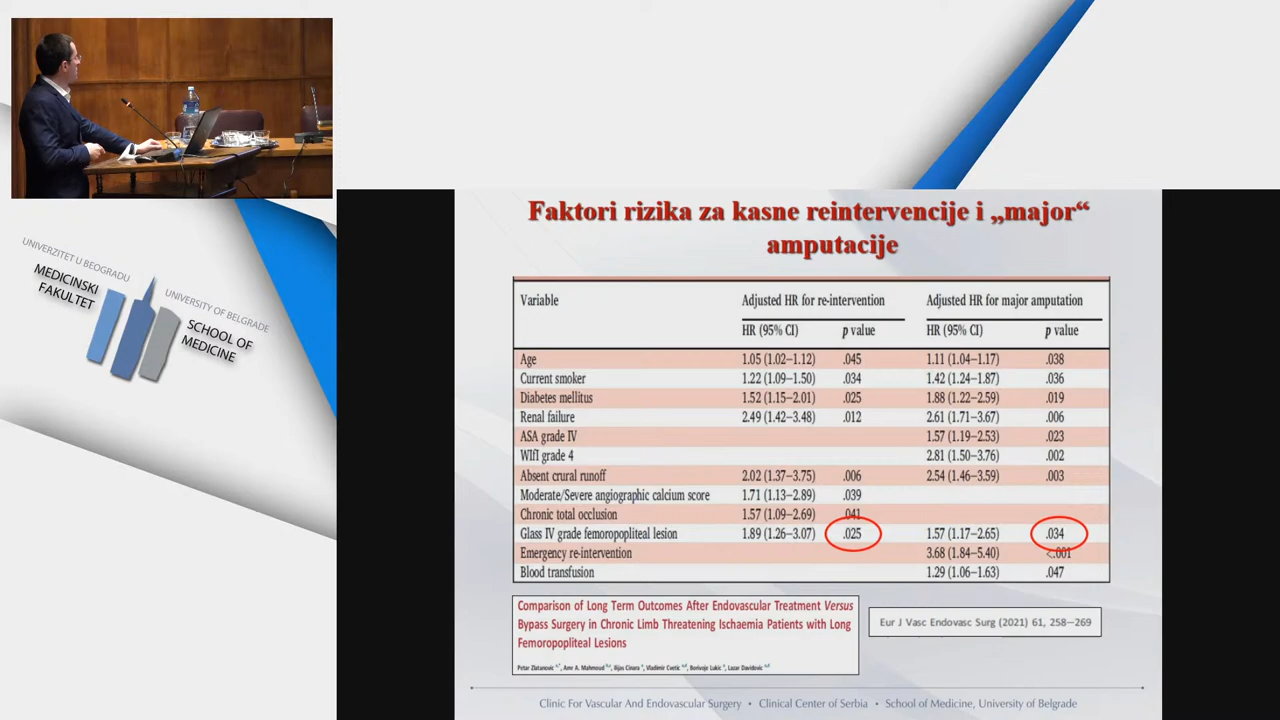 UNIVERZITET U BEOGRADU
MEDICINSKI
FAKULTET
UNIVERSITY OF BELGRADE
SCHOOL OF
MEDICINE
Faktori rizika za kasne reintervencije i „major“
amputacije
Variable Adjusted HR for re-intervention Adjusted HR for major amputation
HR (95% CI) p value HR (95% CI) p value
Age 1.05 (1.02–1.12) .045 1.11 (1.04–1.17) .038
Current smoker 1.22 (1.09–1.50) .034 1.42 (1.24–1.87) .036
Diabetes mellitus 1.52 (1.15–2.01) .025 1.88 (1.22–2.59) .019
Renal failure 2.49 (1.42–3.48) .012 2.61 (1.71–3.67) .006
ASA grade IV 1.57 (1.19–2.53) .023
WIfI grade 4 2.81 (1.50–3.76) .002
Absent crural runoff 2.02 (1.37–3.75) .006 2.54 (1.46–3.59) .003
Moderate/Severe angiographic calcium score 1.71 (1.13–2.89) .039
Chronic total occlusion 1.57 (1.09–2.69) .041
Glass IV grade femoropopliteal lesion 1.89 (1.26–3.07) .025 1.57 (1.17–2.65) .034
Emergency re-intervention 3.68 (1.84–5.40) <.001
Blood transfusion 1.29 (1.06–1.63) .047
Comparison of Long Term Outcomes After Endovascular Treatment Versus
Bypass Surgery in Chronic Limb Threatening Ischaemia Patients with Long
Femoropopliteal Lesions
Petar Zlatanovic, Amr A. Mahmoud, Ilijas Cinara, Vladimir Cvetic, Borivoje Lukic, Lazar Davidovic
Eur J Vasc Endovasc Surg (2021) 61, 258–269
Clinic For Vascular And Endovascular Surgery • Clinical Center of Serbia • School of Medicine, University of Belgrade